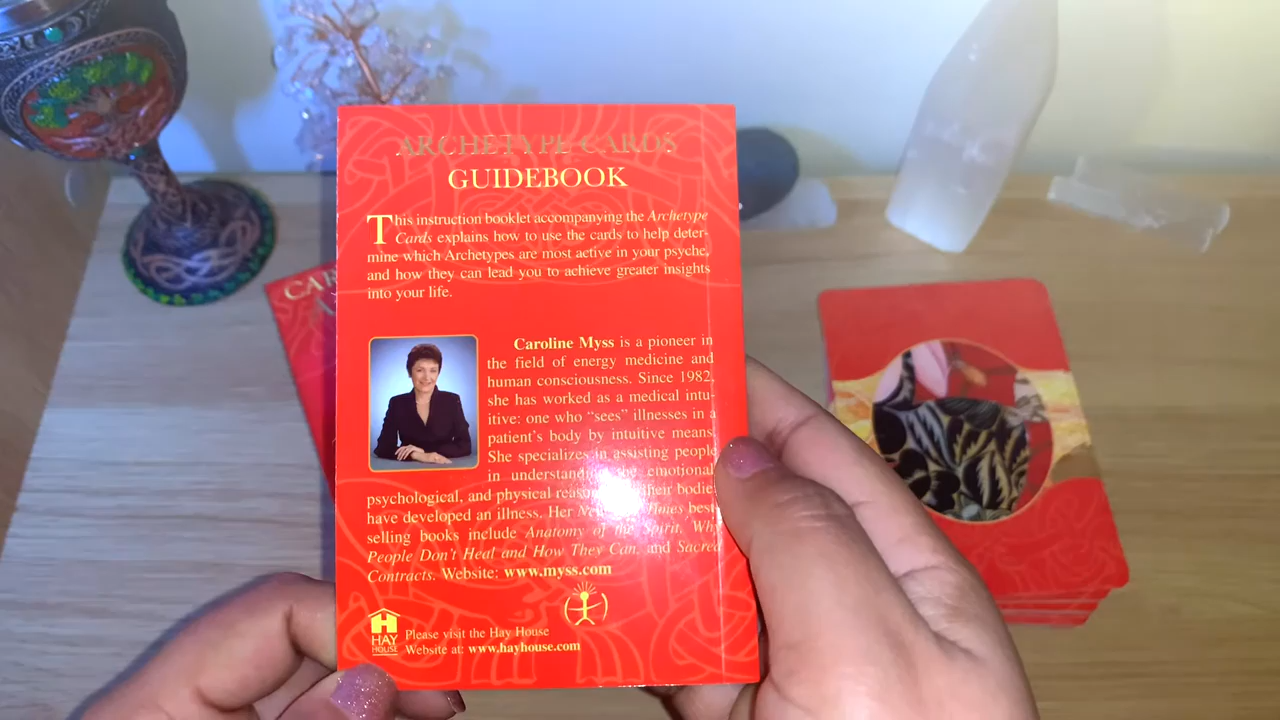 ARCHETYPE CARDS
GUIDEBOOK
This instruction booklet accompanying the Archetype
Cards explains how to use the cards to help deter-
mine which Archetypes are most active in your psyche,
and how they can lead you to achieve greater insights
into your life.
Caroline Myss is a pioneer in
the field of energy medicine and
human consciousness. Since 1982,
she has worked as a medical intu-
itive: one who “sees” illnesses in a
patient’s body by intuitive means.
She specializes in assisting people
in understanding the emotional,
psychological, and physical reasons their bodies
have developed an illness. Her New Times best-
selling books include Anatomy of the Spirit, Why
People Don’t Heal and How They Can, and Sacred
Contracts. Website: www.myss.com
HAY
HOUSE
Please visit the Hay House
Website at: www.hayhouse.com
CAR